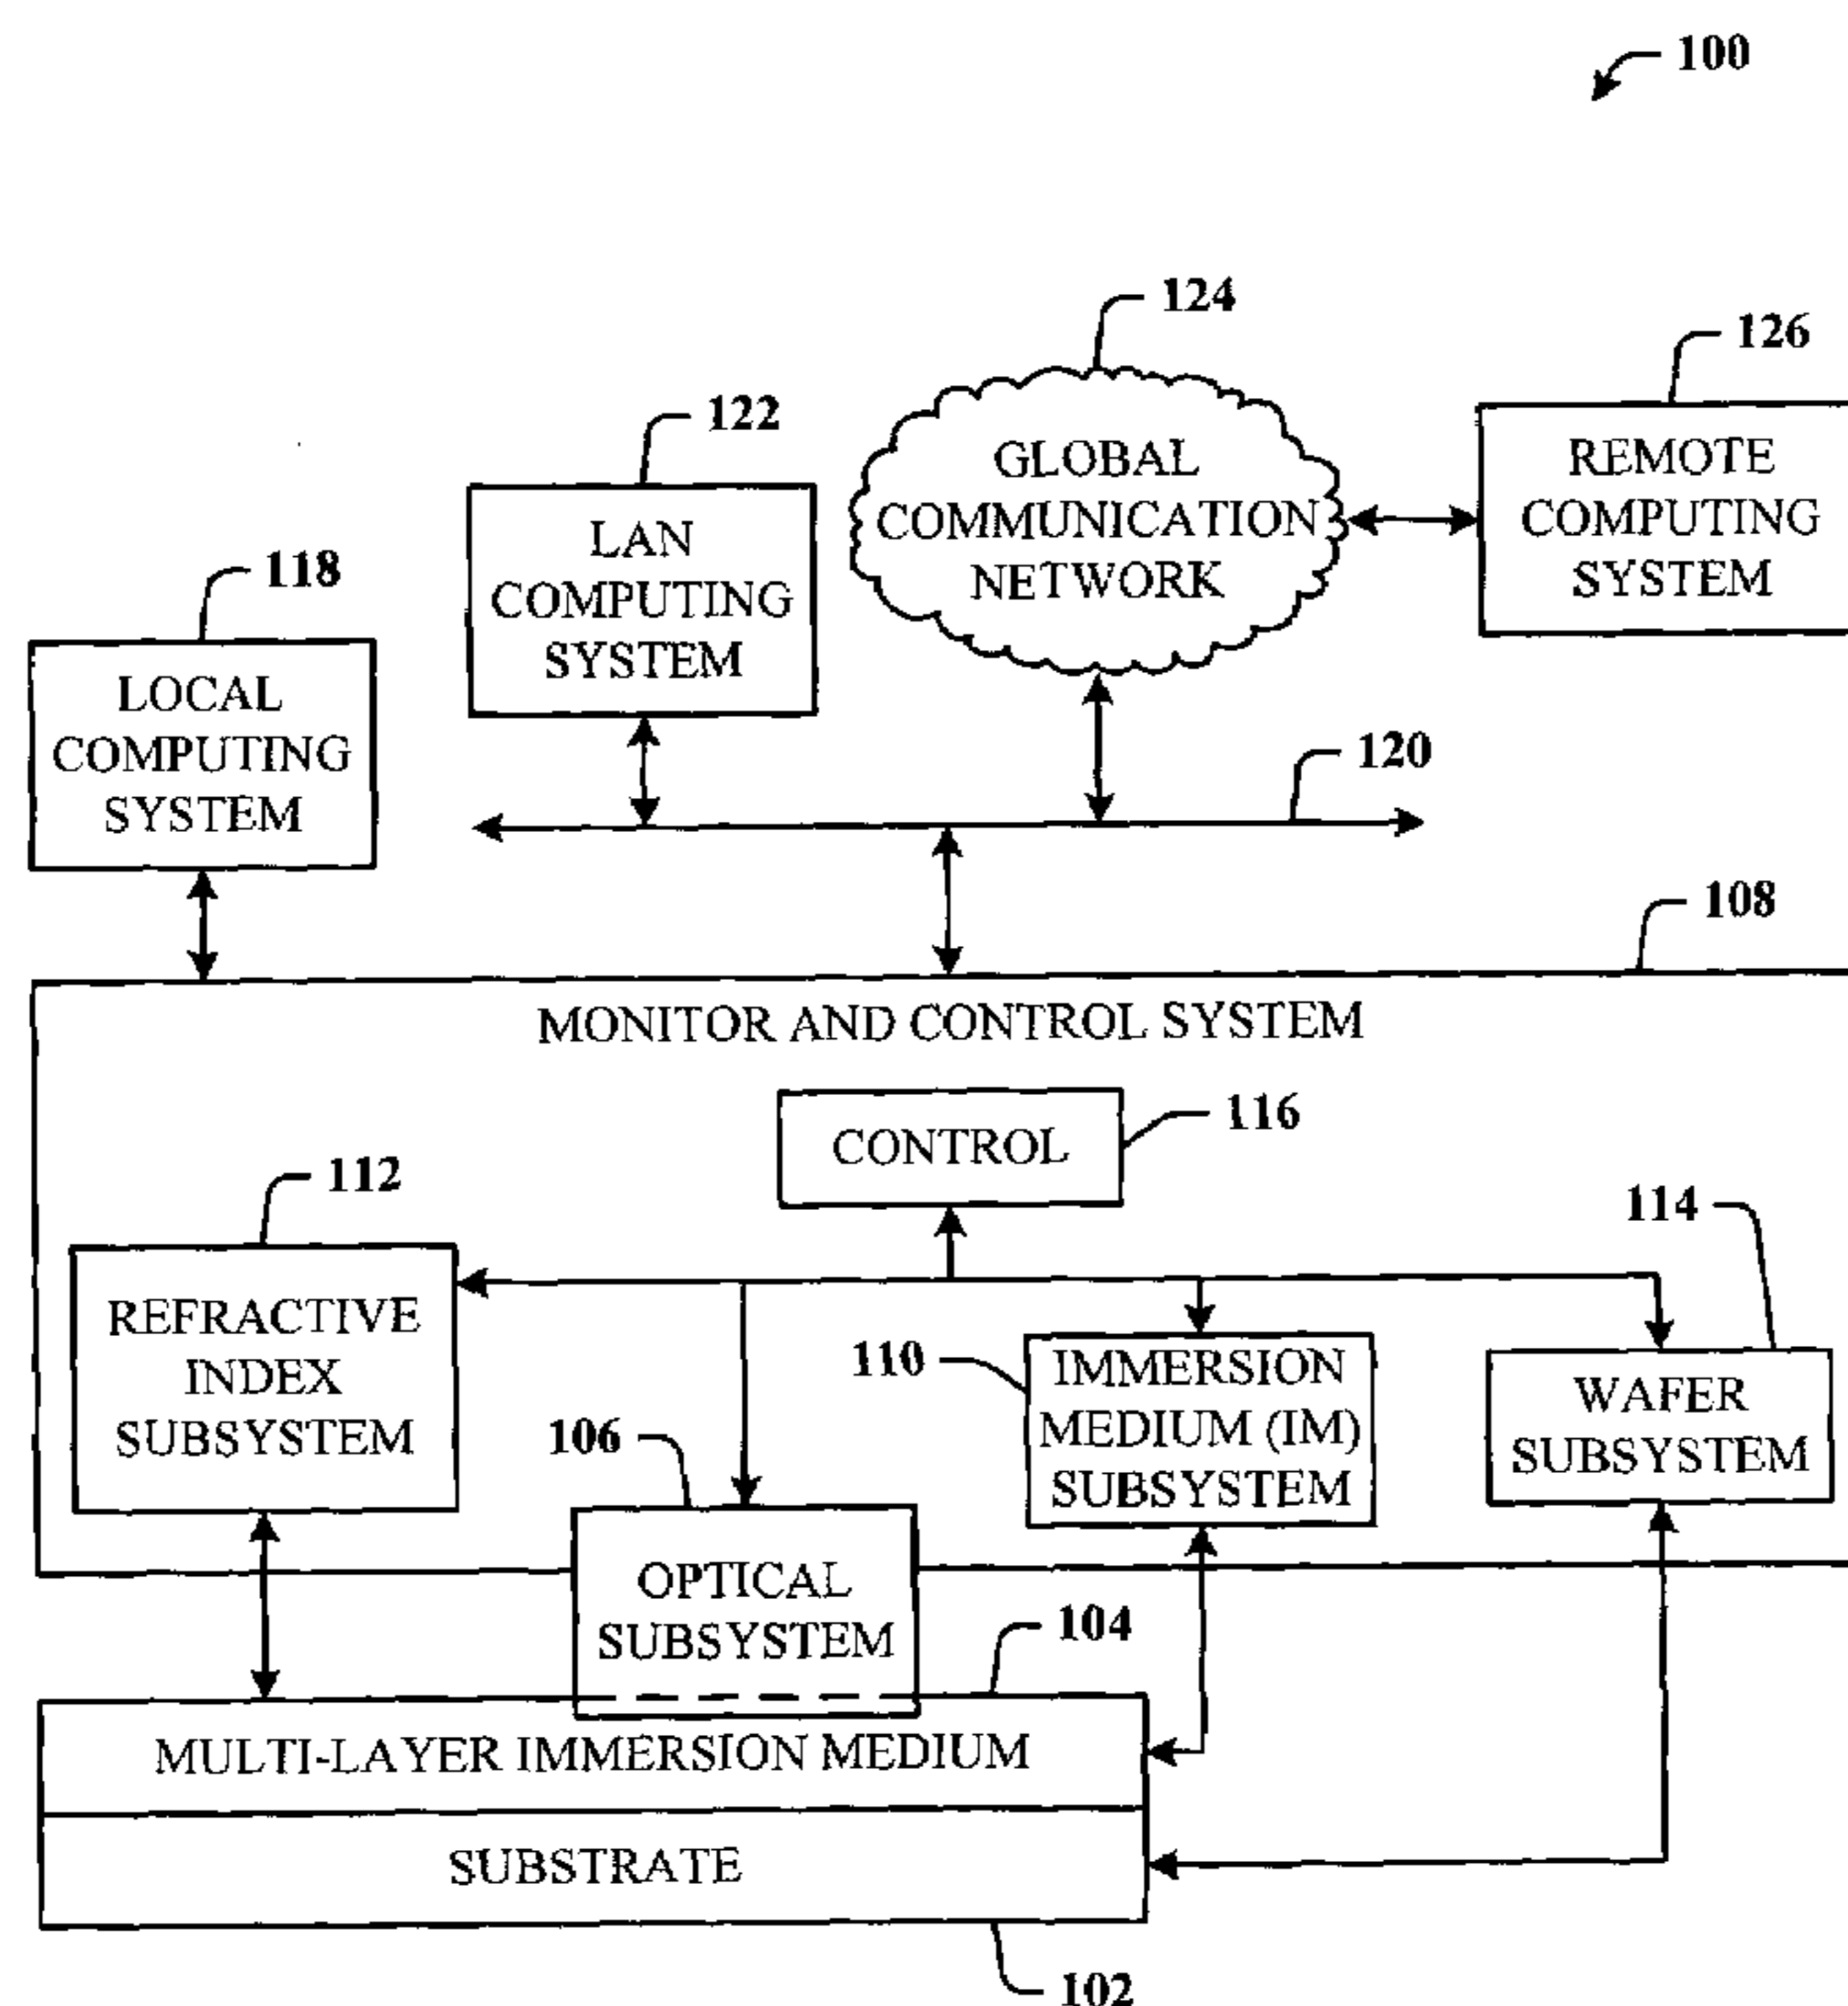 100
124
126
122
GLOBAL
COMMUNICATION
NETWORK
REMOTE
COMPUTING
SYSTEM
LAN
COMPUTING
SYSTEM
118
LOCAL
COMPUTING
SYSTEM
120
108
MONITOR AND CONTROL SYSTEM
CONTROL
116
112
114
REFRACTIVE
INDEX
SUBSYSTEM
110
IMMERSION
MEDIUM (IM)
SUBSYSTEM
WAFER
SUBSYSTEM
106
OPTICAL
SUBSYSTEM
104
MULTI-LAYER IMMERSION MEDIUM
SUBSTRATE
102